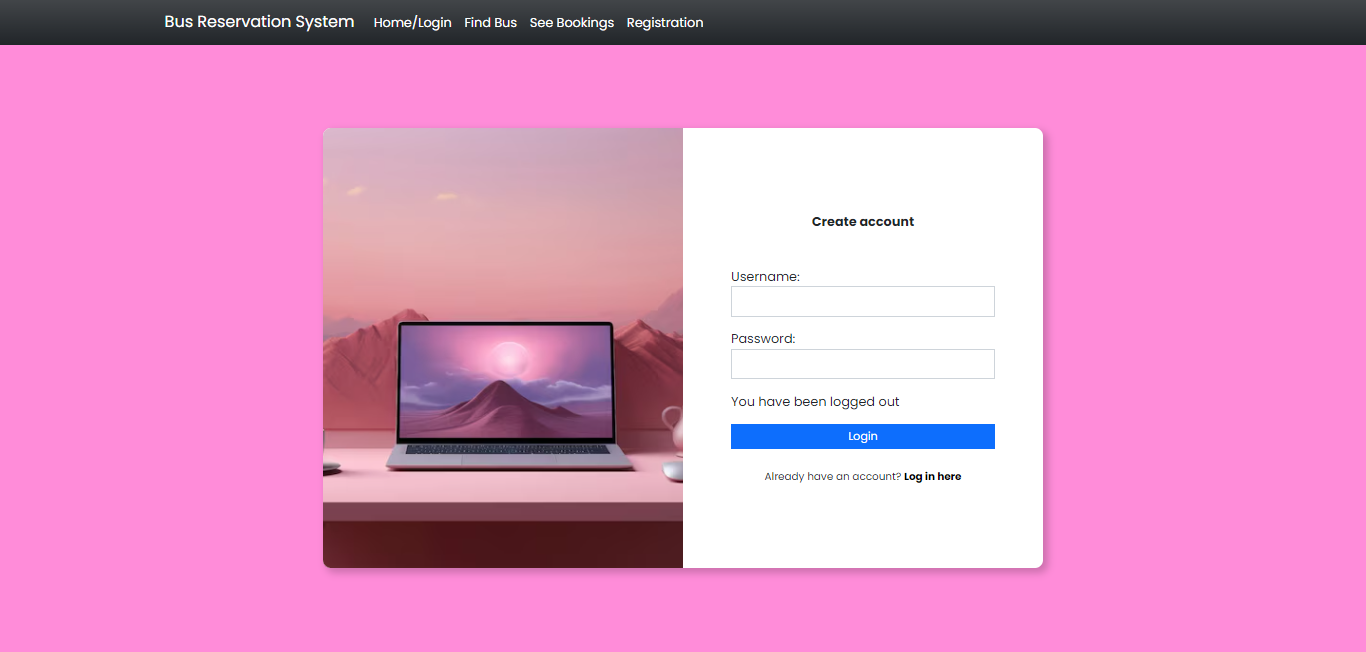 Bus Reservation System Home/Login Find Bus See Bookings Registration
Create account
Username:
Password:
You have been logged out
Login
Already have an account? Log in here